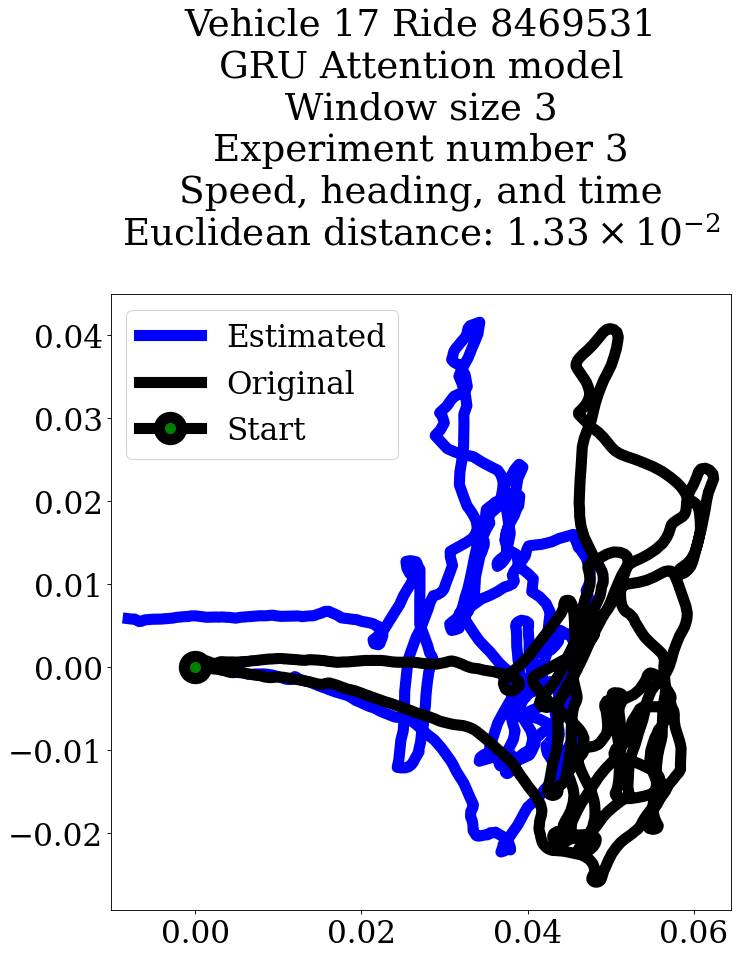 Vehicle 17 Ride 8469531
GRU Attention model
Window size 3
Experiment number 3
Speed, heading, and time
Euclidean distance: 1.33 × 10⁻²
Estimated
Original
Start
0.04
0.03
0.02
0.01
0.00
−0.01
−0.02
0.00 0.02 0.04 0.06